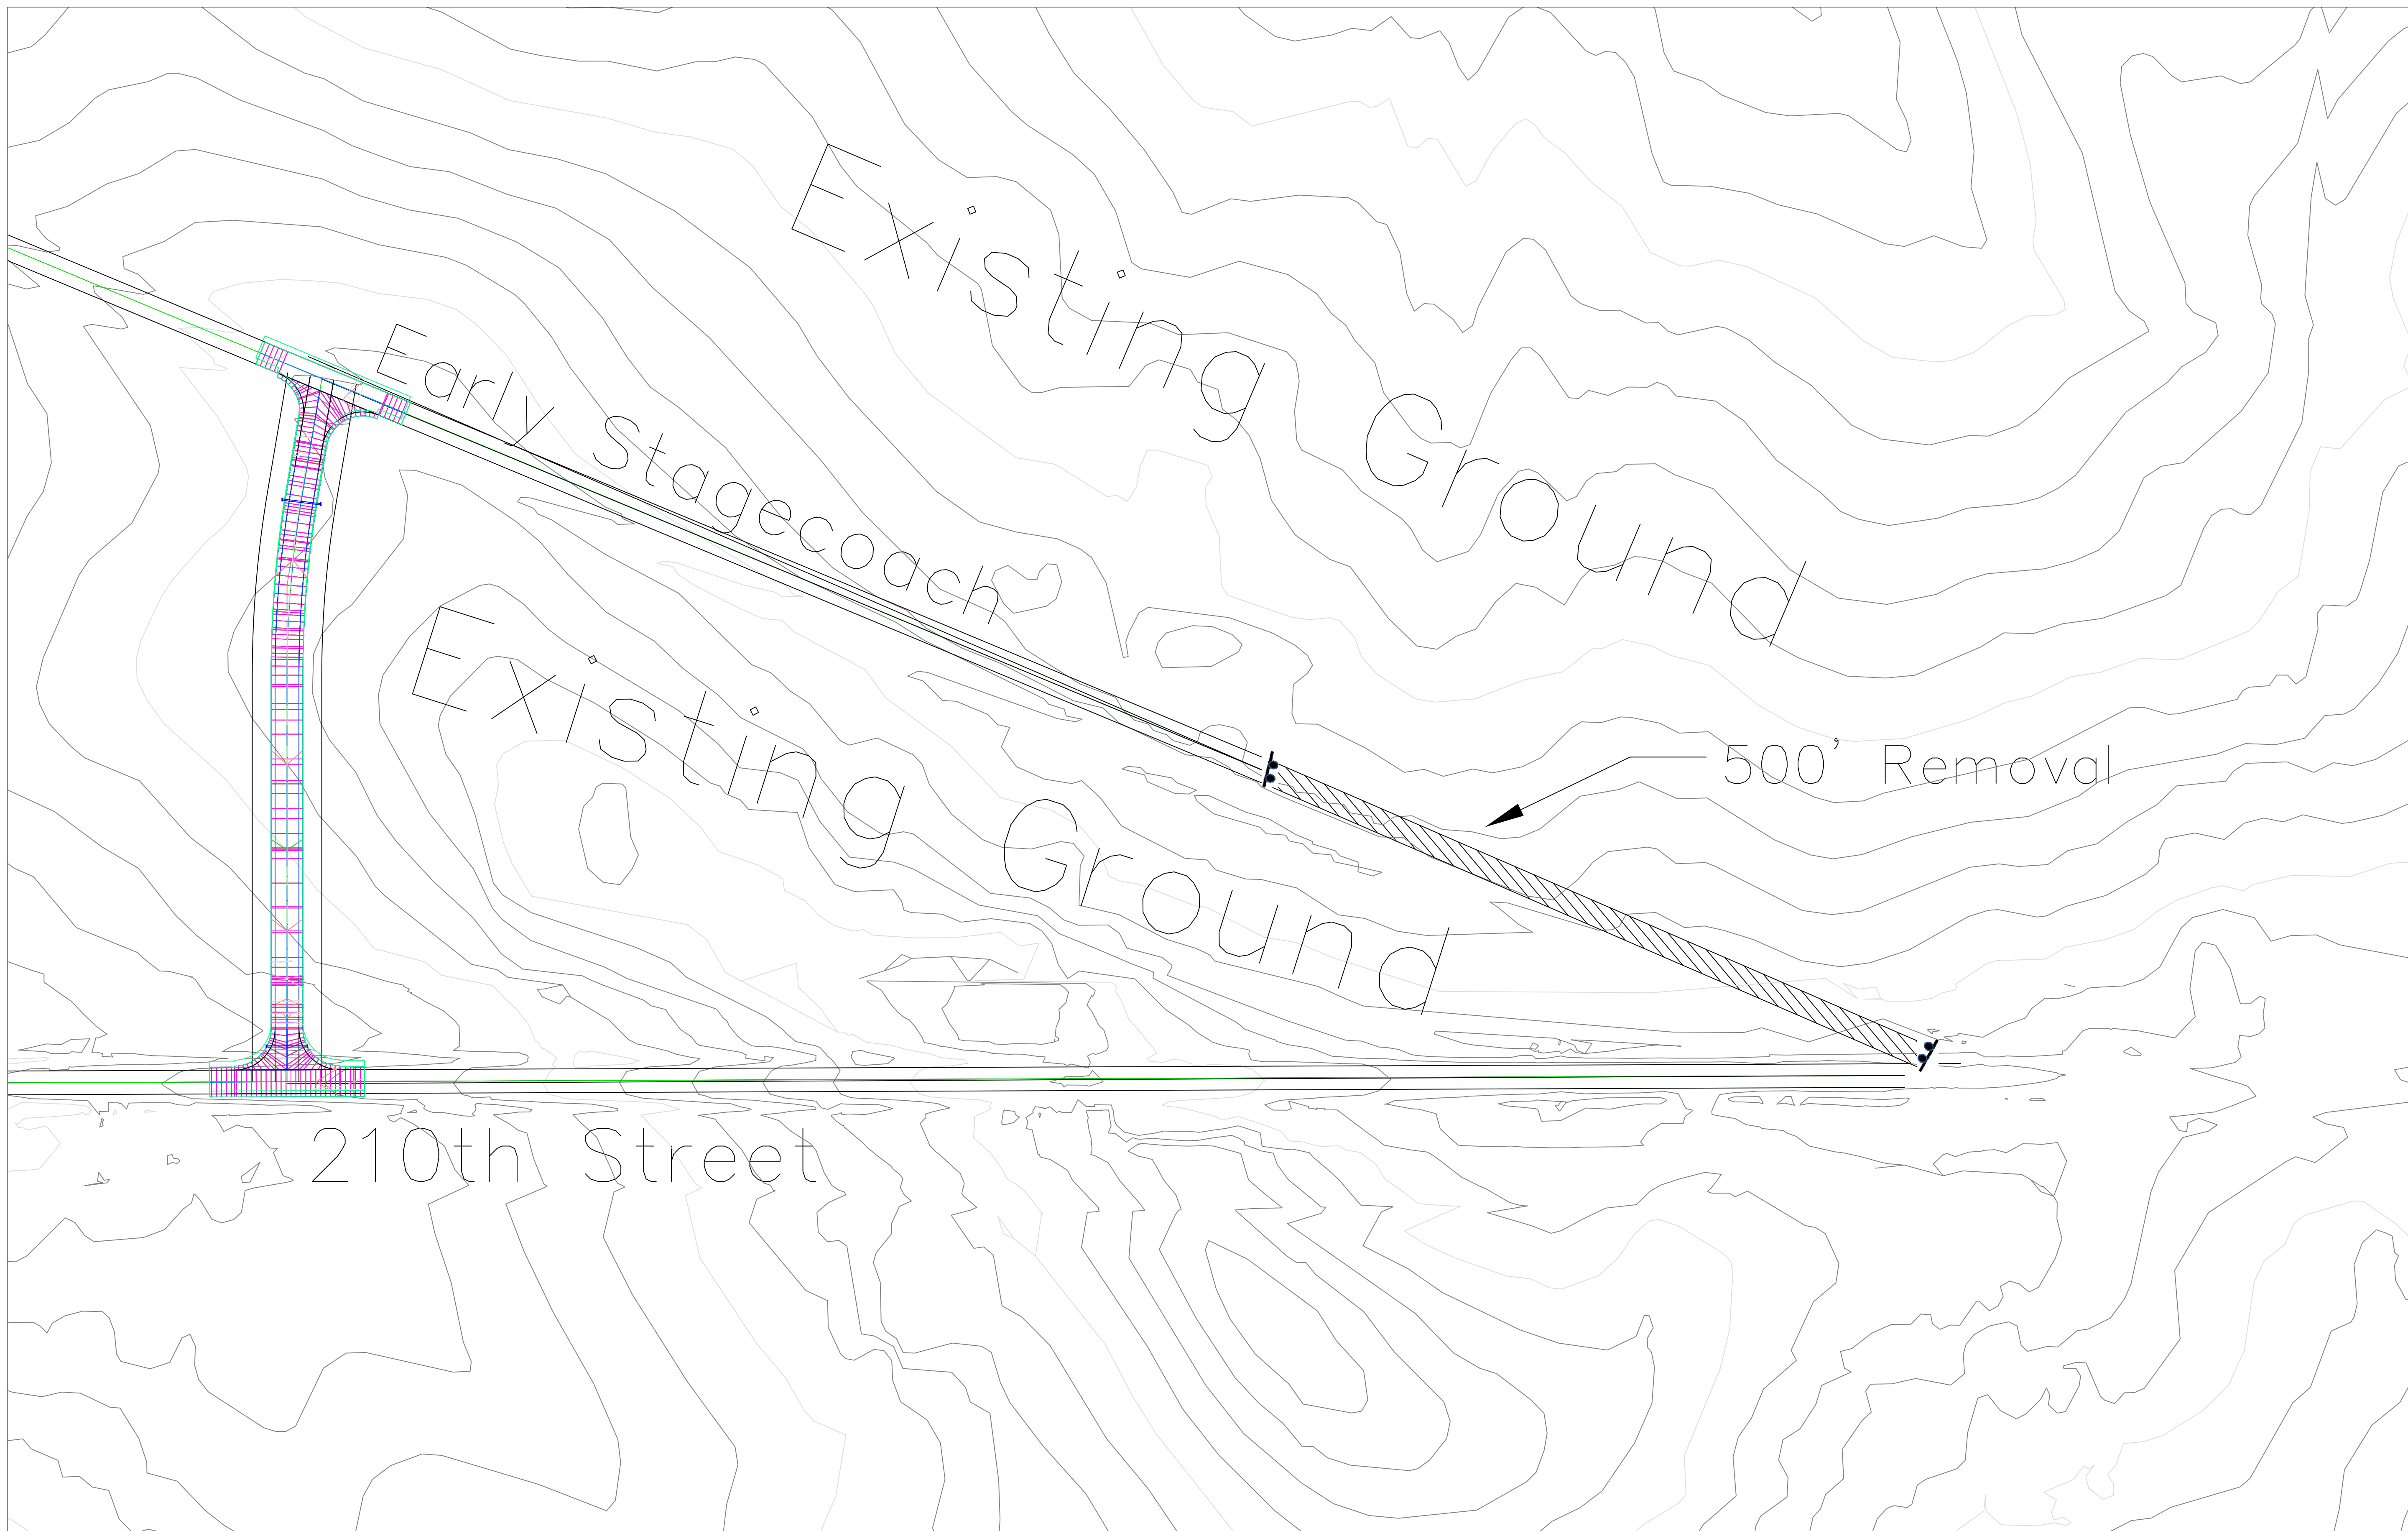 Existing Ground
Early Stagecoach
Existing Ground
500' Removal
210th Street